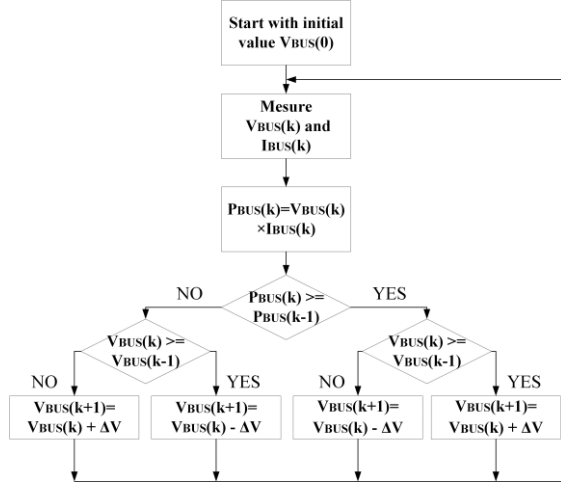 Start with initial
value VBUS(0)
Mesure
VBUS(k) and
IBUS(k)
PBUS(k)=VBUS(k)
×IBUS(k)
PBUS(k) >=
PBUS(k-1)
NO
YES
VBUS(k) >=
VBUS(k-1)
NO
YES
VBUS(k+1)=
VBUS(k) + ΔV
VBUS(k+1)=
VBUS(k) - ΔV
VBUS(k) >=
VBUS(k-1)
NO
YES
VBUS(k+1)=
VBUS(k) - ΔV
VBUS(k+1)=
VBUS(k) + ΔV